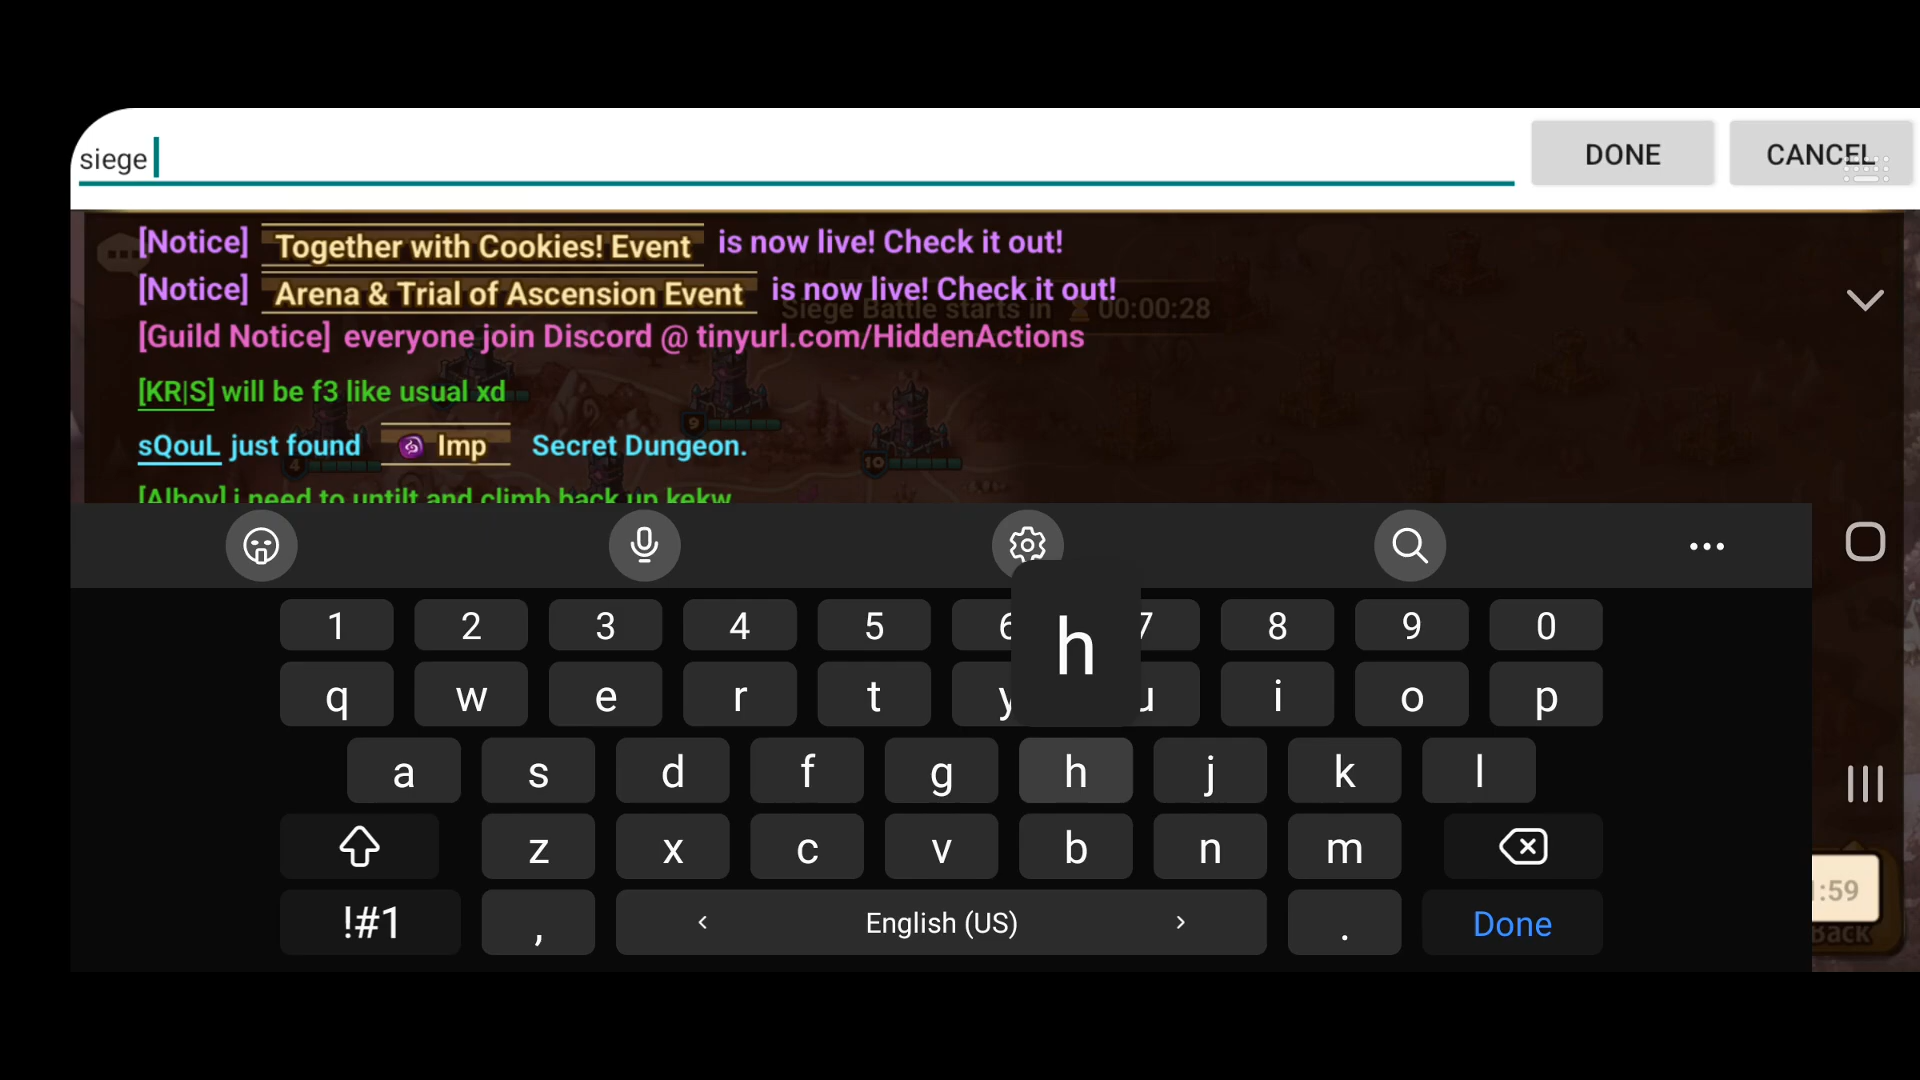 siege
DONE
CANCEL
[Notice] Together with Cookies! Event is now live! Check it out!
[Notice] Arena & Trial of Ascension Event is now live! Check it out!
Siege Battle starts in 00:00:28
[Guild Notice] everyone join Discord @ tinyurl.com/HiddenActions
[KR|S] will be f3 like usual xd
9
sQouL just found Imp Secret Dungeon.
4
10
[Alboy] i need to untilt and climb back up kekw
1 2 3 4 5 6 7 8 9 0
h
q w e r t y u i o p
a s d f g h j k l
z x c v b n m
:59
!#1 , < English (US) > . Done
Back